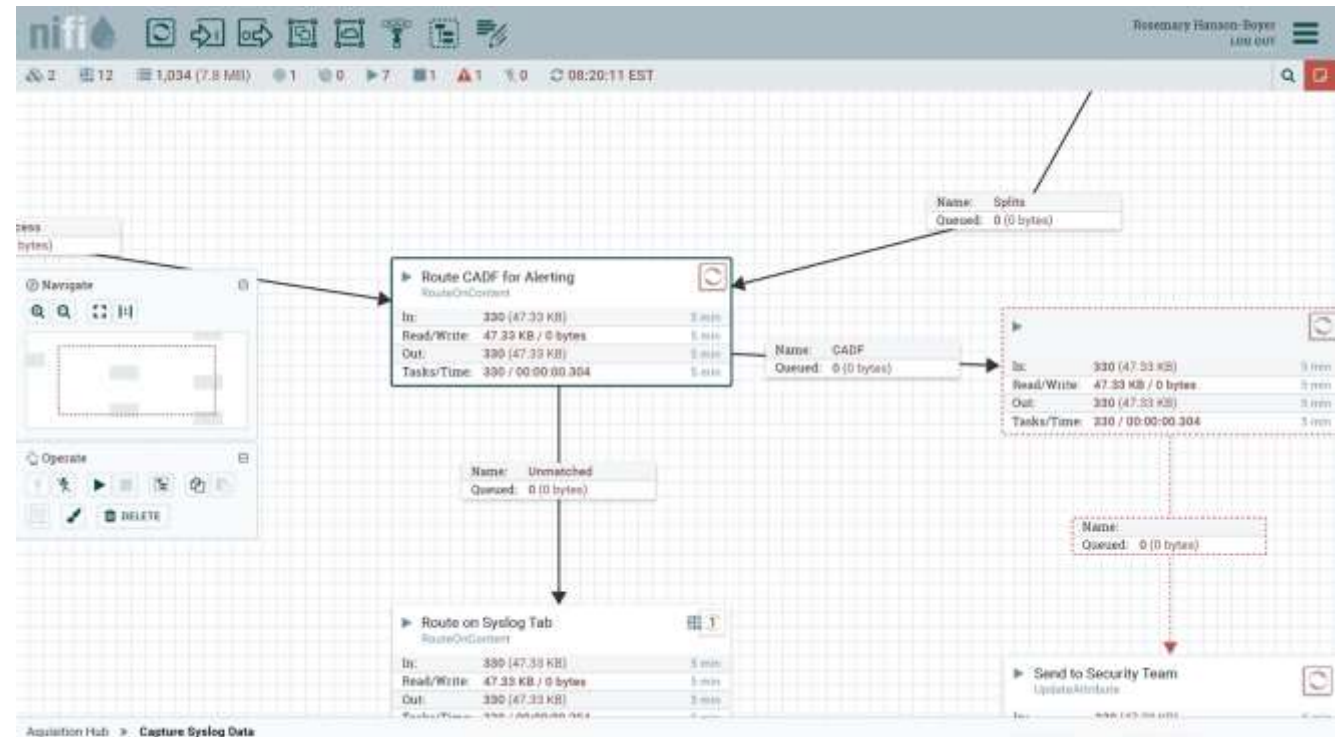 nifi
Rosemary Hanson-Boyer
LOG OUT
2 12 1,034 (7.8 MB) 1 0 7 1 1 0 08:20:11 EST
Name: Splits
Queued: 0 (0 bytes)
cess
bytes)
Navigate
Operate
DELETE
Route CADF for Alerting
RouteOnContent
In: 330 (47.33 KB) 5 min
Read/Write: 47.33 KB / 0 bytes 5 min
Out: 330 (47.33 KB) 5 min
Tasks/Time: 330 / 00:00:00.304 5 min
Name: CADF
Queued: 0 (0 bytes)
In: 330 (47.33 KB) 5 min
Read/Write: 47.33 KB / 0 bytes 5 min
Out: 330 (47.33 KB) 5 min
Tasks/Time: 330 / 00:00:00.304 5 min
Name: Unmatched
Queued: 0 (0 bytes)
Name:
Queued: 0 (0 bytes)
Route on Syslog Tab
RouteOnContent
1
In: 330 (47.33 KB) 5 min
Read/Write: 47.33 KB / 0 bytes 5 min
Out: 330 (47.33 KB) 5 min
Send to Security Team
UpdateAttribute
Aquisition Hub > Capture Syslog Data